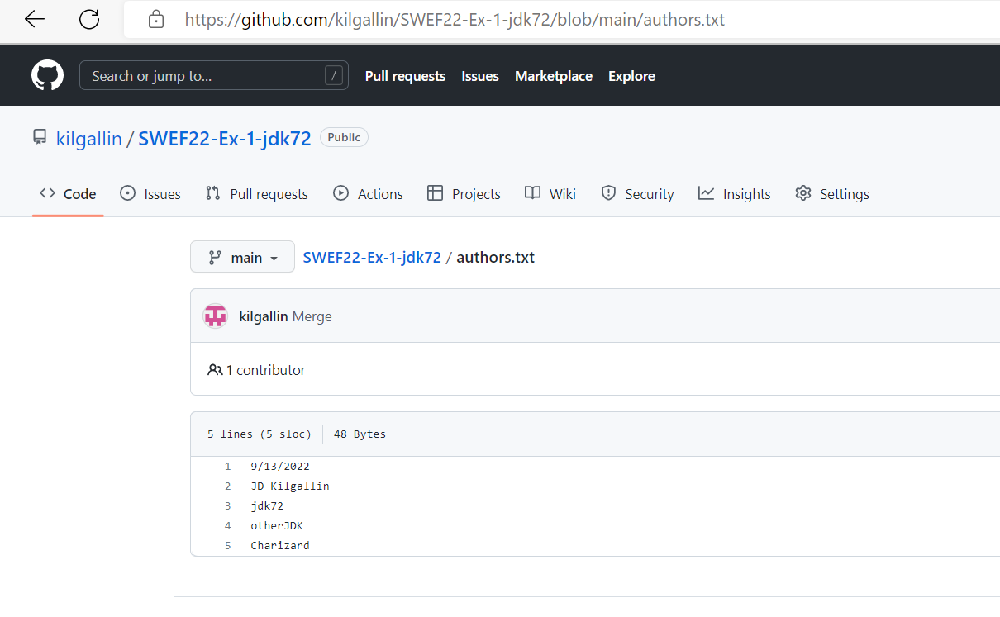 https://github.com/kilgallin/SWEF22-Ex-1-jdk72/blob/main/authors.txt
Search or jump to... / Pull requests Issues Marketplace Explore
kilgallin / SWEF22-Ex-1-jdk72 Public
<> Code Issues Pull requests Actions Projects Wiki Security Insights Settings
main SWEF22-Ex-1-jdk72 / authors.txt
kilgallin Merge
1 contributor
5 lines (5 sloc) 48 Bytes
1 9/13/2022
2 JD Kilgallin
3 jdk72
4 otherJDK
5 Charizard